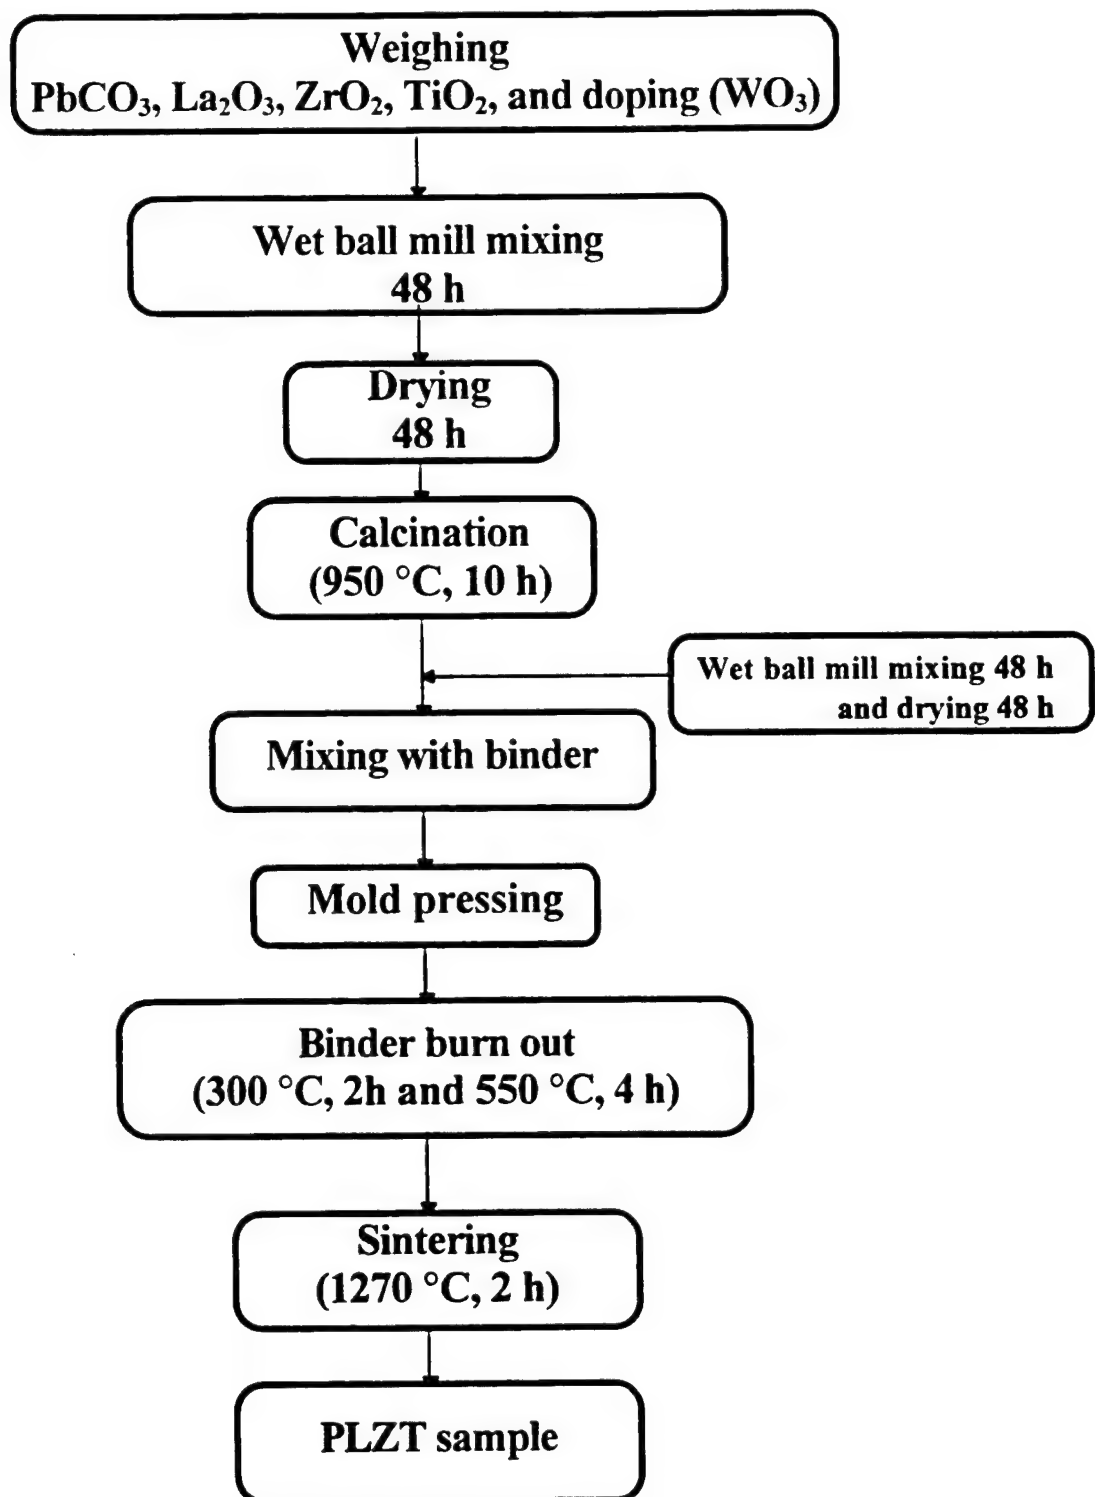 Weighing
PbCO₃, La₂O₃, ZrO₂, TiO₂, and doping (WO₃)
Wet ball mill mixing
48 h
Drying
48 h
Calcination
(950 °C, 10 h)
Wet ball mill mixing 48 h
and drying 48 h
Mixing with binder
Mold pressing
Binder burn out
(300 °C, 2h and 550 °C, 4 h)
Sintering
(1270 °C, 2 h)
PLZT sample